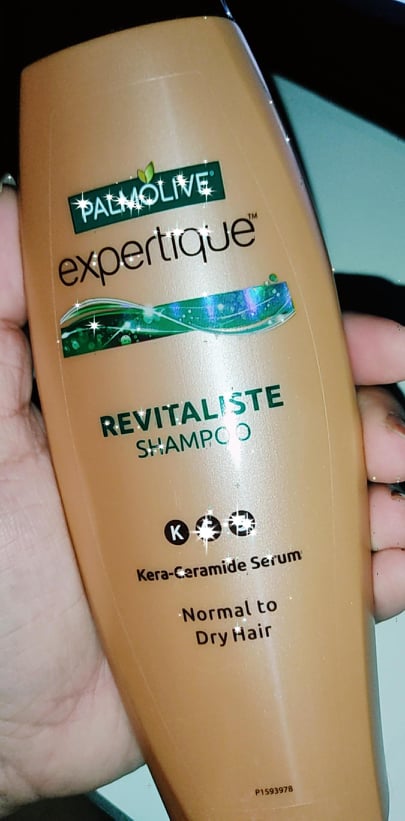 PALMOLIVE®
expertique™
REVITALISTE
SHAMPOO
K
Kera-Ceramide Serum
Normal to
Dry Hair
P1593978